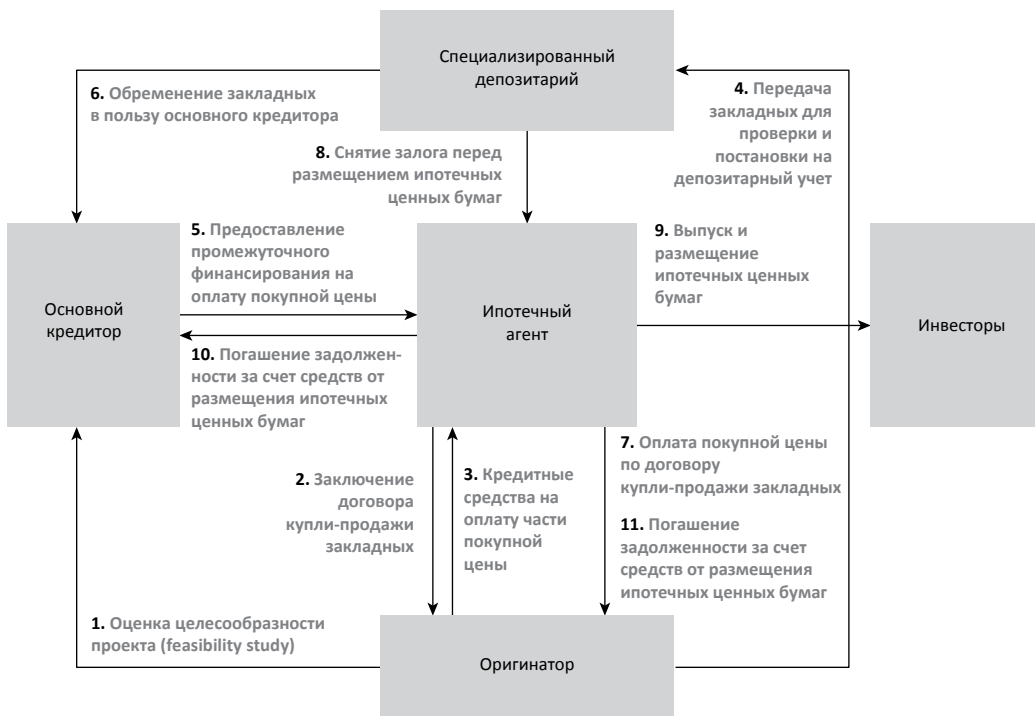 Специализированный
депозитарий
6. Обременение закладных
в пользу основного кредитора
4. Передача
закладных для
проверки и
постановки на
депозитарный учет
8. Снятие залога перед
размещением ипотечных
ценных бумаг
5. Предоставление
промежуточного
финансирования на
оплату покупной цены
9. Выпуск и
размещение
ипотечных ценных
бумаг
Основной
кредитор
Ипотечный
агент
Инвесторы
10. Погашение задолжен-
ности за счет средств от
размещения ипотечных
ценных бумаг
2. Заключение
договора
купли-продажи
закладных
3. Кредитные
средства на
оплату части
покупной
цены
7. Оплата покупной цены
по договору
купли-продажи закладных
11. Погашение
задолженности за счет
средств от размещения
ипотечных ценных бумаг
1. Оценка целесообразности
проекта (feasibility study)
Оригинатор